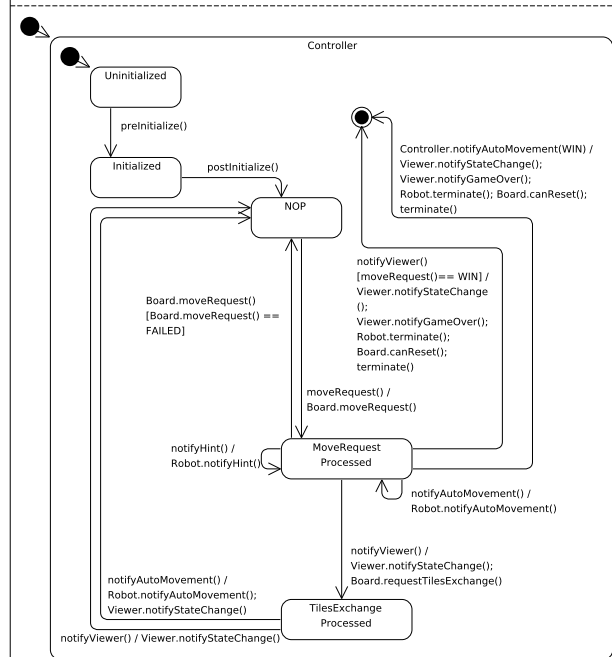 Controller
Uninitialized
preInitialize()
Initialized
postInitialize()
NOP
Controller.notifyAutoMovement(WIN) /
Viewer.notifyStateChange();
Viewer.notifyGameOver();
Robot.terminate(); Board.canReset();
terminate()
notifyViewer()
[moveRequest()== WIN] /
Viewer.notifyStateChange
();
Viewer.notifyGameOver();
Robot.terminate();
Board.canReset();
terminate()
Board.moveRequest()
[Board.moveRequest() ==
FAILED]
moveRequest() /
Board.moveRequest()
notifyHint() /
Robot.notifyHint()
MoveRequest
Processed
notifyAutoMovement() /
Robot.notifyAutoMovement()
notifyViewer() /
Viewer.notifyStateChange();
Board.requestTilesExchange()
notifyAutoMovement() /
Robot.notifyAutoMovement();
Viewer.notifyStateChange()
TilesExchange
Processed
notifyViewer() / Viewer.notifyStateChange()